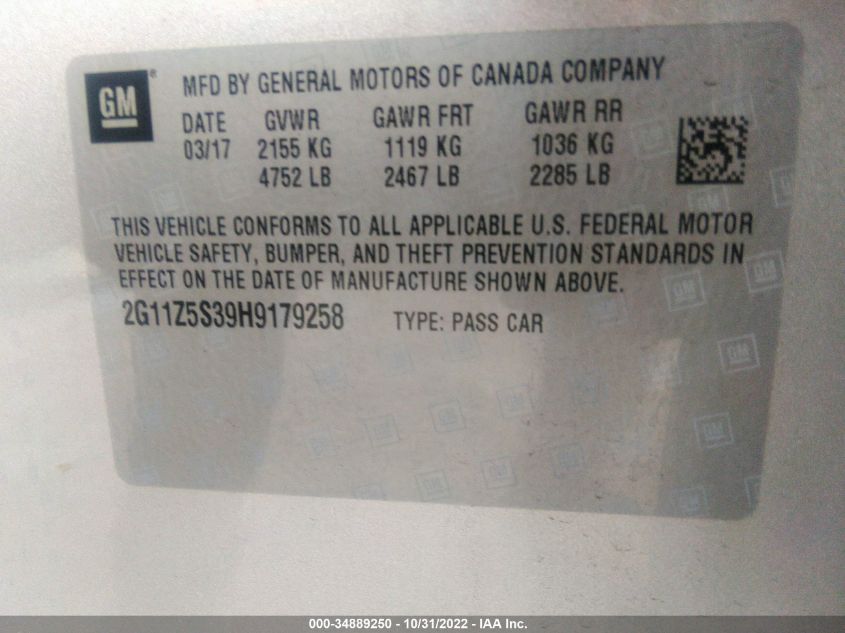 GM ®
MFD BY GENERAL MOTORS OF CANADA COMPANY
DATE GVWR GAWR FRT GAWR RR
03/17 2155 KG 1119 KG 1036 KG
4752 LB 2467 LB 2285 LB
THIS VEHICLE CONFORMS TO ALL APPLICABLE U.S. FEDERAL MOTOR
VEHICLE SAFETY, BUMPER, AND THEFT PREVENTION STANDARDS IN
EFFECT ON THE DATE OF MANUFACTURE SHOWN ABOVE.
2G11Z5S39H9179258 TYPE: PASS CAR
000-34889250 - 10/31/2022 - IAA Inc.